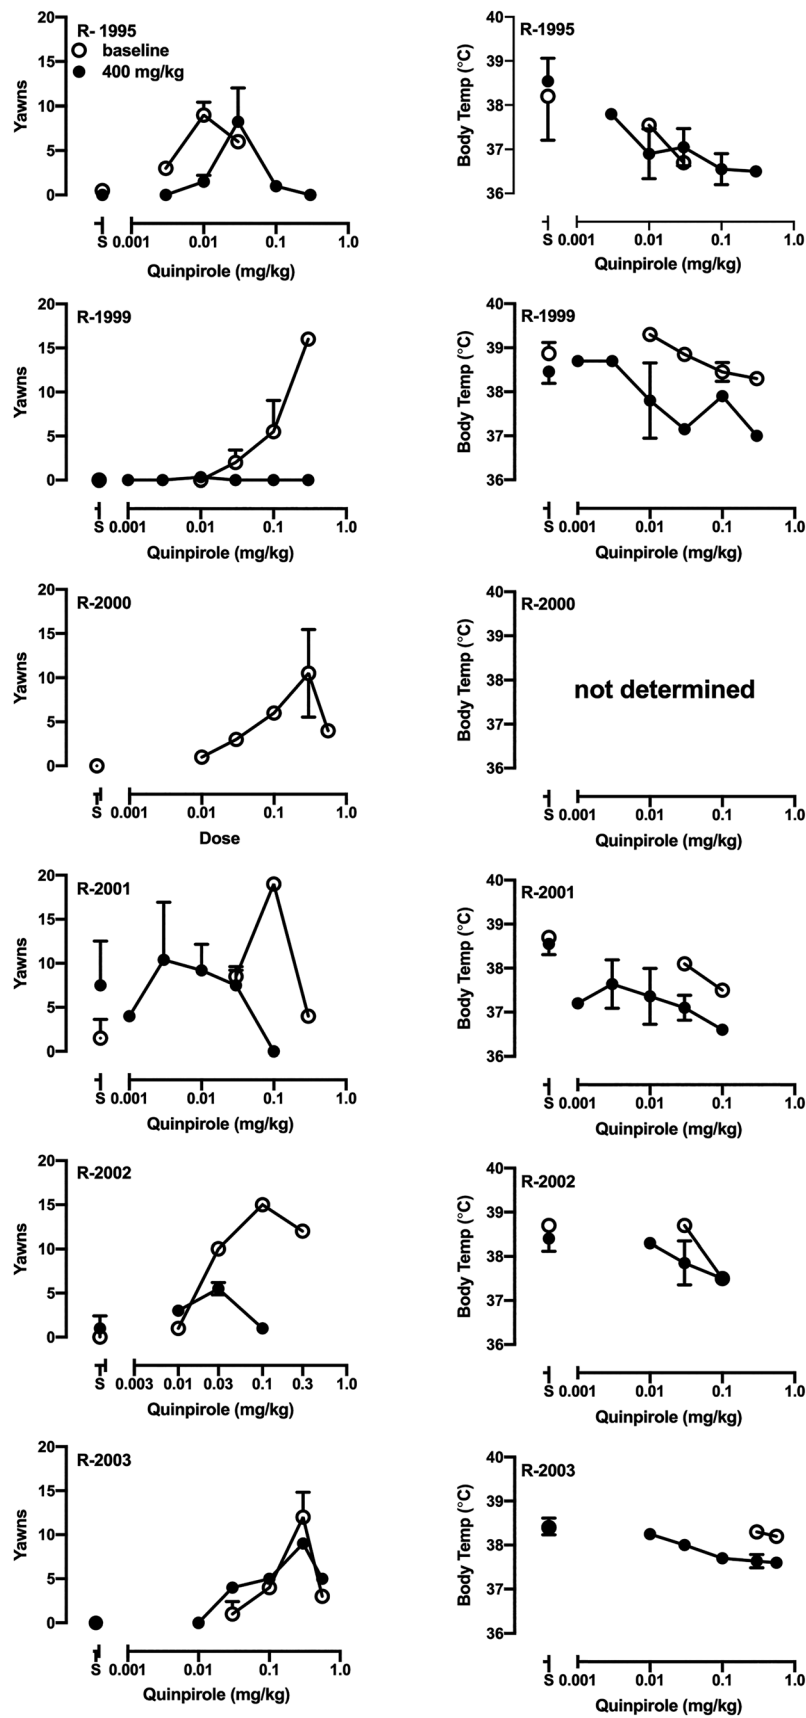 R- 1995
baseline
400 mg/kg
Yawns
20
15
10
5
0
S 0.001 0.01 0.1 1.0
Quinpirole (mg/kg)
R-1995
Body Temp (°C)
40
39
38
37
36
S 0.001 0.01 0.1 1.0
Quinpirole (mg/kg)
R-1999
Yawns
20
15
10
5
0
S 0.001 0.01 0.1 1.0
Quinpirole (mg/kg)
R-1999
Body Temp (°C)
40
39
38
37
36
S 0.001 0.01 0.1 1.0
Quinpirole (mg/kg)
R-2000
Yawns
20
15
10
5
0
S 0.001 0.01 0.1 1.0
Dose
R-2000
Body Temp (°C)
40
39
38
37
36
not determined
S 0.001 0.01 0.1 1.0
Quinpirole (mg/kg)
R-2001
Yawns
20
15
10
5
0
S 0.001 0.01 0.1 1.0
Quinpirole (mg/kg)
R-2001
Body Temp (°C)
40
39
38
37
36
S 0.001 0.01 0.1 1.0
Quinpirole (mg/kg)
R-2002
Yawns
20
15
10
5
0
S 0.003 0.01 0.03 0.1 0.3 1.0
Quinpirole (mg/kg)
R-2002
Body Temp (°C)
40
39
38
37
36
S 0.001 0.01 0.1 1.0
Quinpirole (mg/kg)
R-2003
Yawns
20
15
10
5
0
S 0.001 0.01 0.1 1.0
Quinpirole (mg/kg)
R-2003
Body Temp (°C)
40
39
38
37
36
S 0.001 0.01 0.1 1.0
Quinpirole (mg/kg)